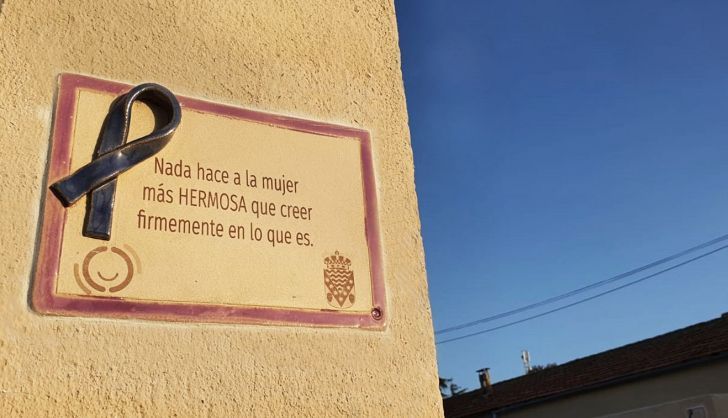 Nada hace a la mujer
más HERMOSA que creer
firmemente en lo que es.